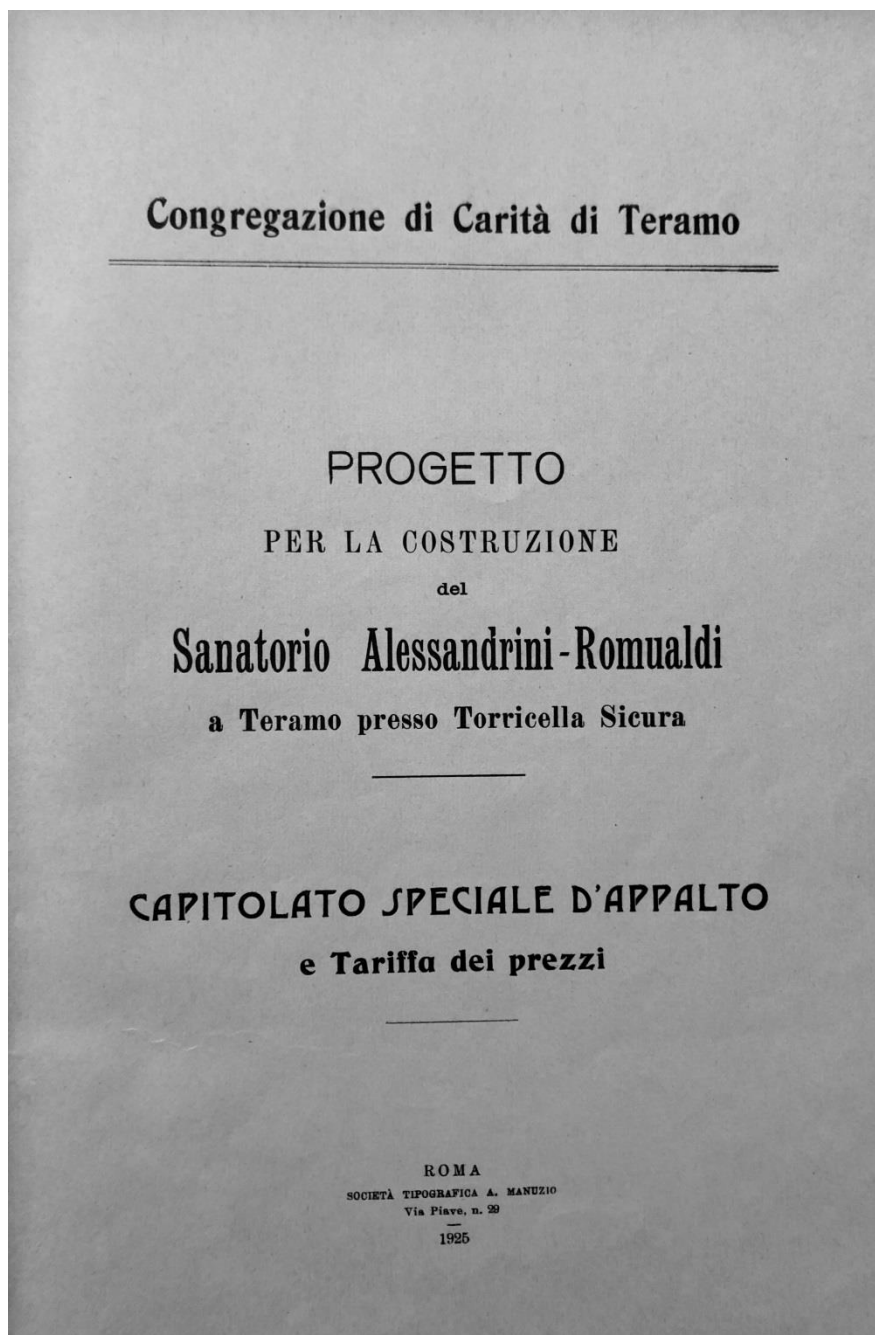 Congregazione di Carità di Teramo
PROGETTO
PER LA COSTRUZIONE
del
Sanatorio Alessandrini-Romualdi
a Teramo presso Torricella Sicura
CAPITOLATO SPECIALE D'APPALTO
e Tariffa dei prezzi
ROMA
SOCIETÀ TIPOGRAFICA A. MANUZIO
Via Piave, n. 29
1925